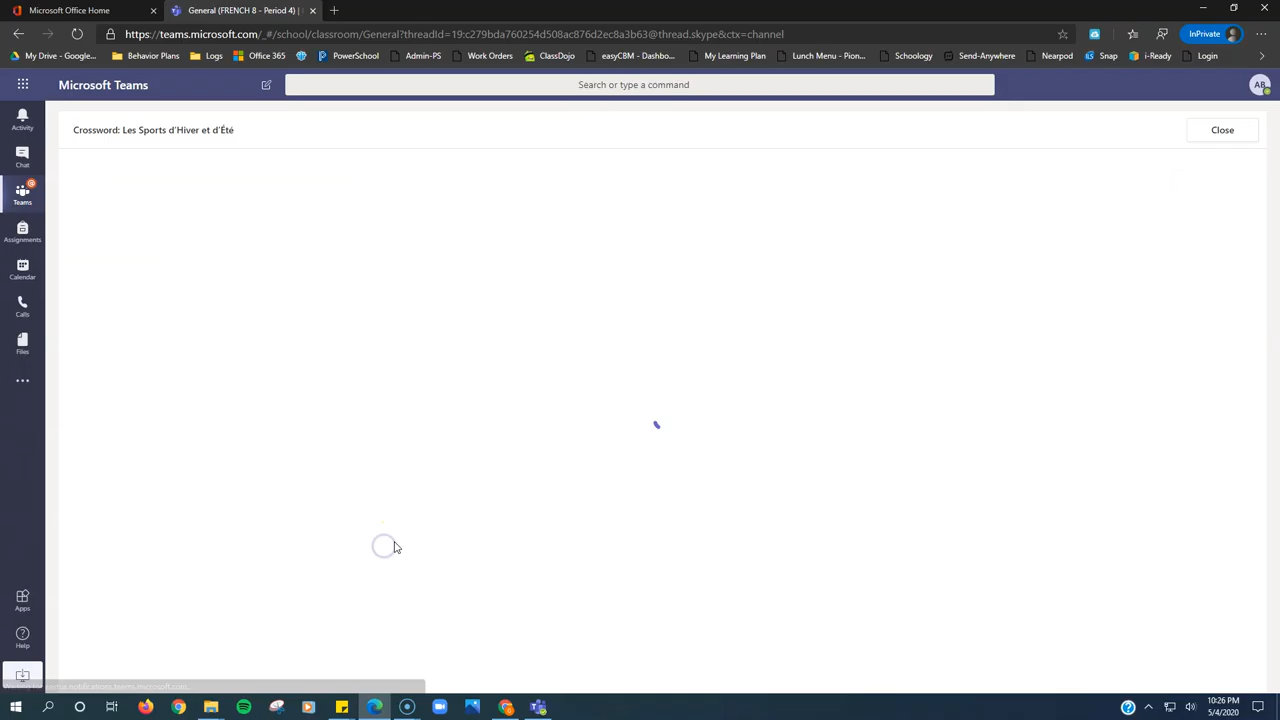 Microsoft Office Home
General (FRENCH 8 - Period 4) |
https://teams.microsoft.com/_#/school/classroom/General?threadId=19:c279bda760254d508ac876d2ec8a3b63@thread.skype&ctx=channel
InPrivate
My Drive - Google...
Behavior Plans
Logs
Office 365
PowerSchool
Admin-PS
Work Orders
ClassDojo
easyCBM - Dashbo...
My Learning Plan
Lunch Menu - Pion...
Schoology
Send-Anywhere
Nearpod
Snap
i-Ready
Login
Microsoft Teams
Search or type a command
AB
Activity
Crossword: Les Sports d'Hiver et d'Été
Close
Chat
Teams
Assignments
Calendar
Calls
Files
Apps
Help
10:26 PM
5/4/2020